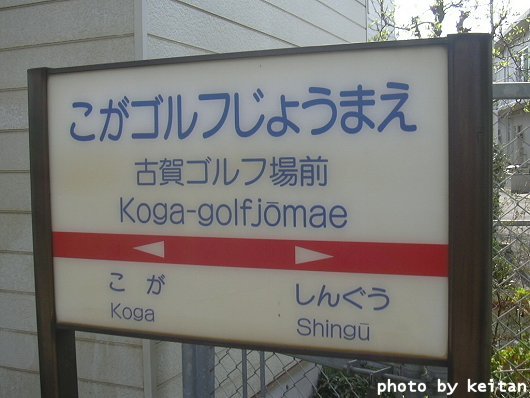 こがゴルフじょうまえ
古賀ゴルフ場前
Koga-golfjōmae
こが
Koga
しんぐう
Shingū
photo by keitan